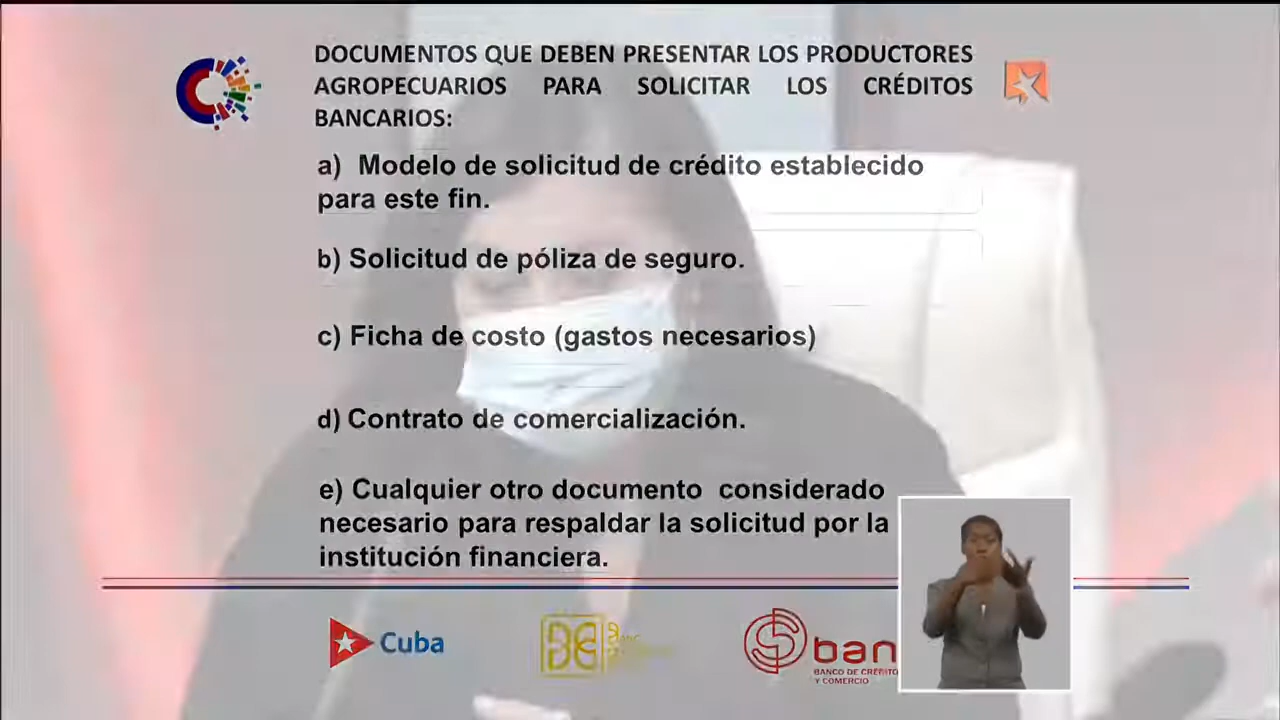 DOCUMENTOS QUE DEBEN PRESENTAR LOS PRODUCTORES
AGROPECUARIOS PARA SOLICITAR LOS CRÉDITOS
BANCARIOS:
a) Modelo de solicitud de crédito establecido
para este fin.
b) Solicitud de póliza de seguro.
c) Ficha de costo (gastos necesarios)
d) Contrato de comercialización.
e) Cualquier otro documento considerado
necesario para respaldar la solicitud por la
institución financiera.
Cuba
ban
BANCO DE CRÉDITO
Y COMERCIO